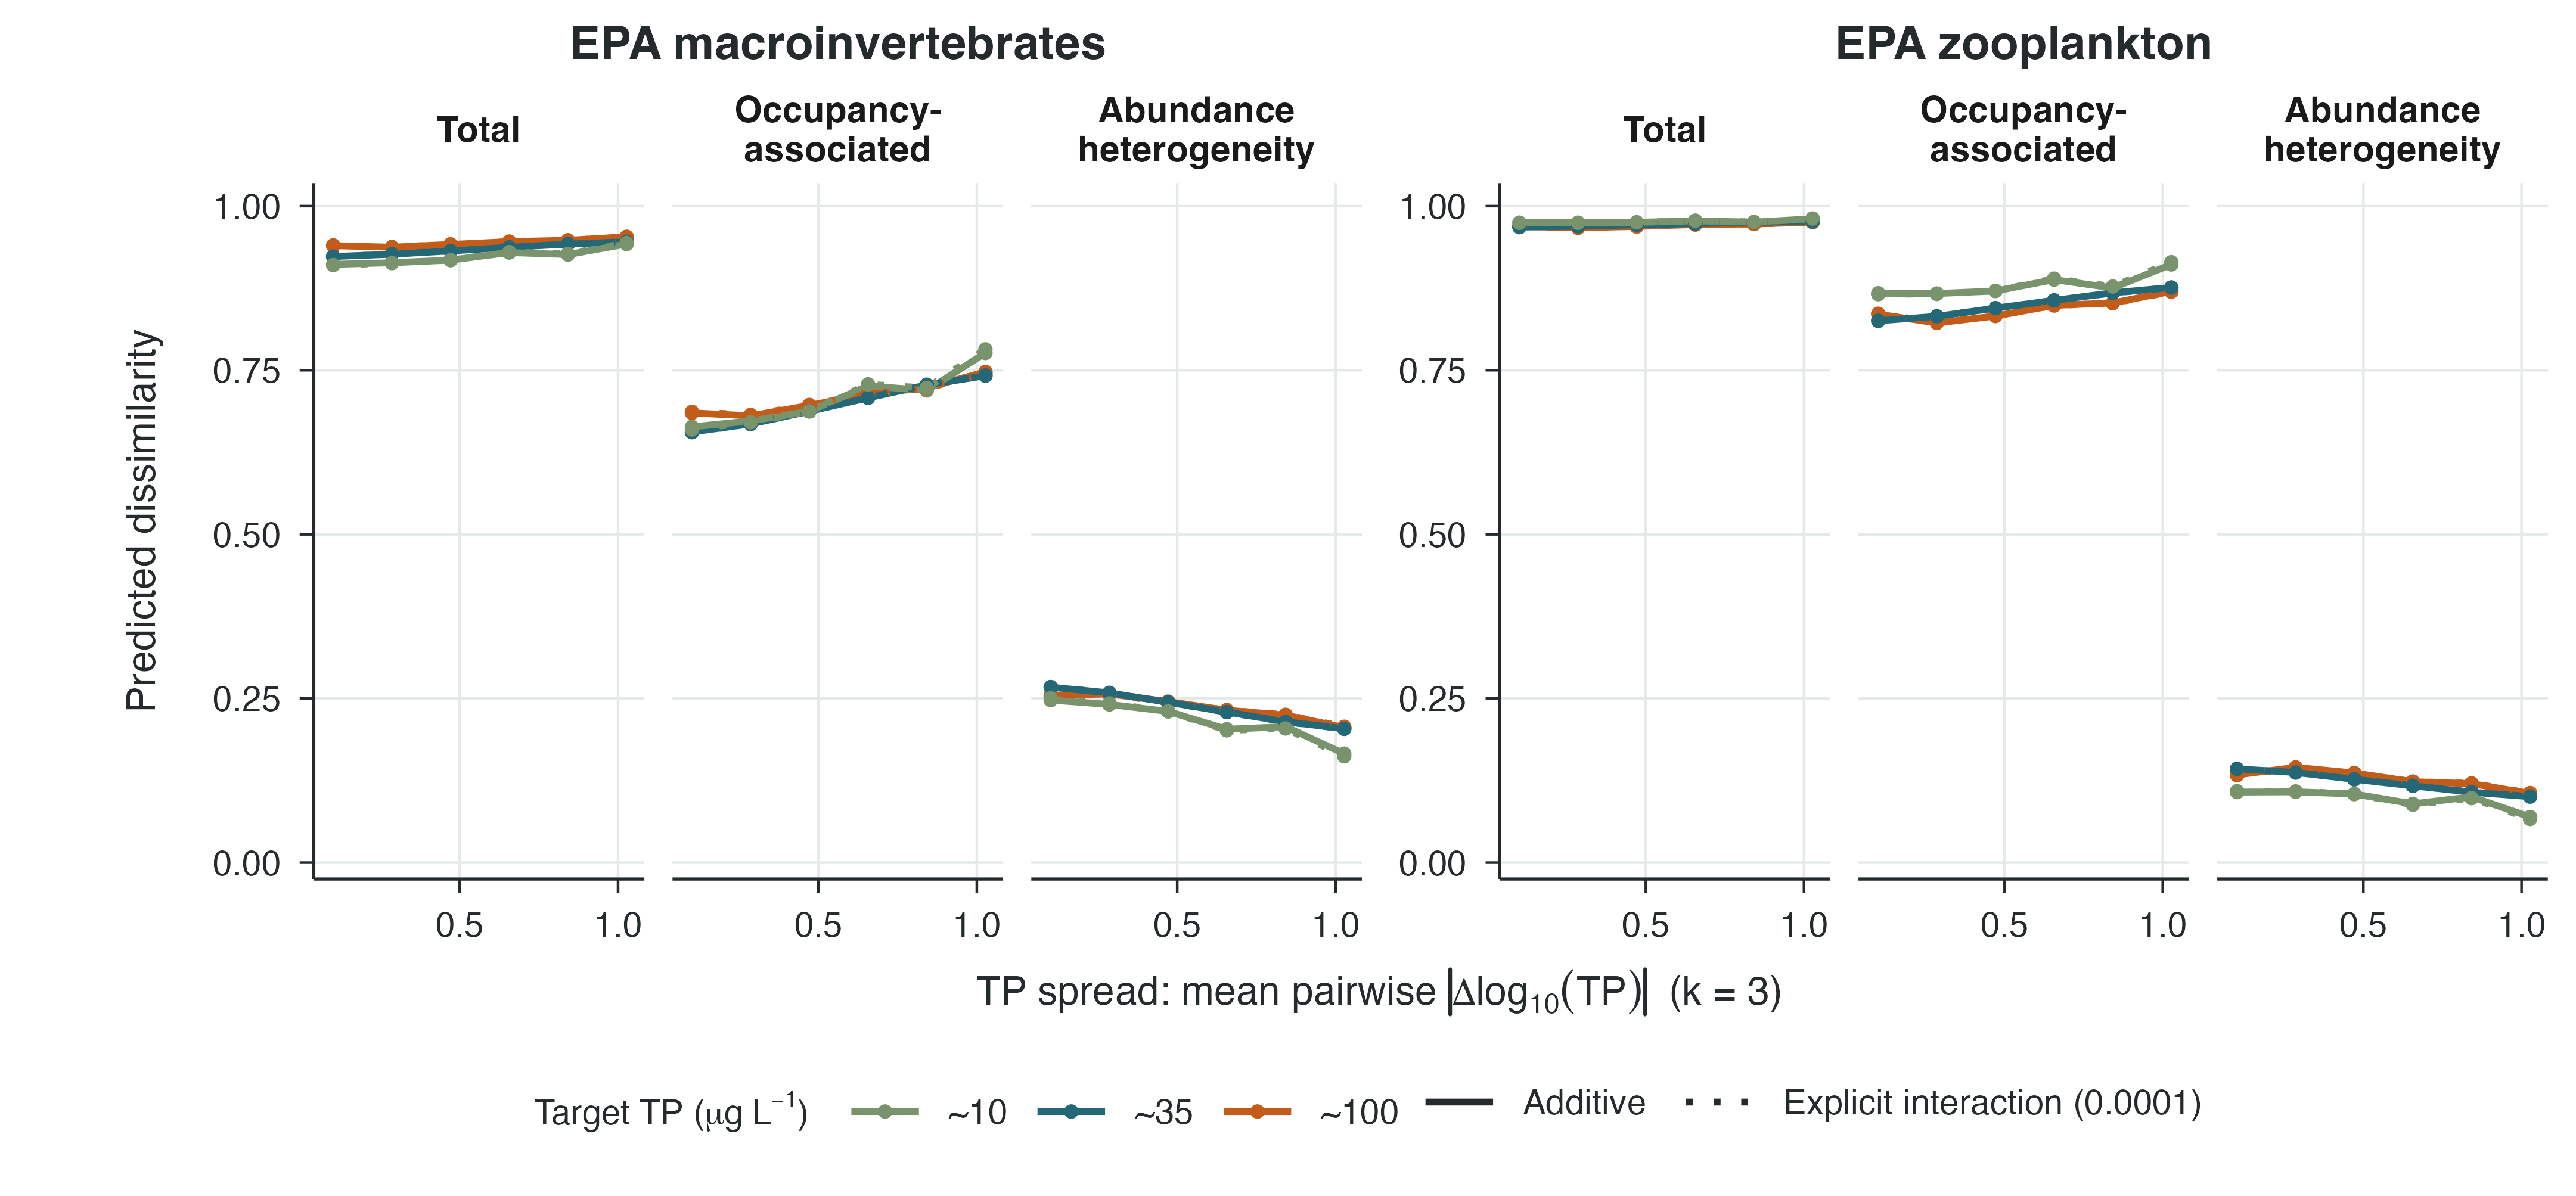 EPA macroinvertebrates
EPA zooplankton
Total
Occupancy-
associated
Abundance
heterogeneity
Total
Occupancy-
associated
Abundance
heterogeneity
Predicted dissimilarity
1.00
0.75
0.50
0.25
0.00
1.00
0.75
0.50
0.25
0.00
0.5 1.0 0.5 1.0 0.5 1.0 0.5 1.0 0.5 1.0 0.5 1.0
TP spread: mean pairwise |Δlog₁₀(TP)| (k = 3)
Target TP (μg L⁻¹) ~10 ~35 ~100 Additive Explicit interaction (0.0001)